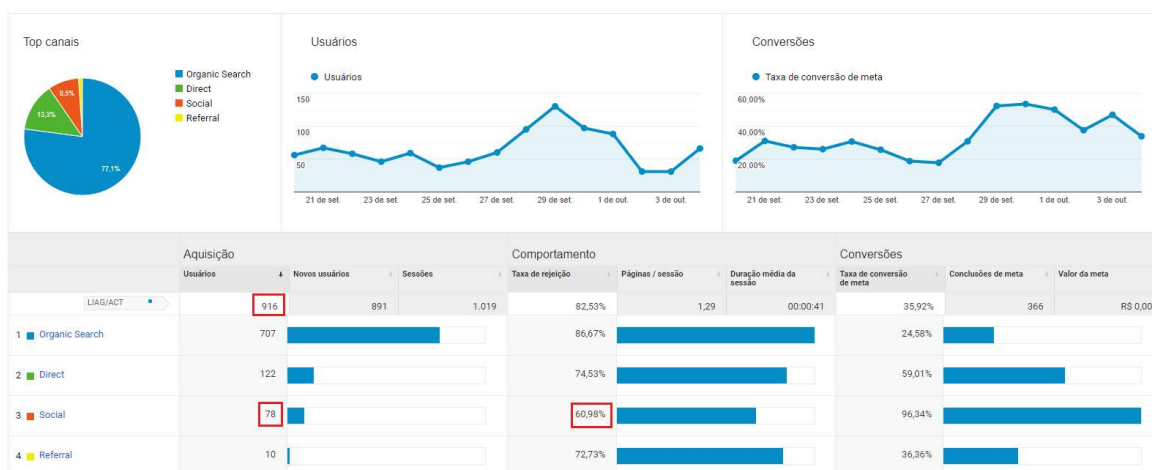 Top canais
Organic Search
Direct
Social
Referral
8,5%
13,3%
77,1%
Usuários
Usuários
150
100
50
21 de set. 23 de set. 25 de set. 27 de set. 29 de set. 1 de out. 3 de out.
Conversões
Taxa de conversão de meta
60,00%
40,00%
20,00%
21 de set. 23 de set. 25 de set. 27 de set. 29 de set. 1 de out. 3 de out.
Aquisição Comportamento Conversões
Usuários Novos usuários Sessões Taxa de rejeição Páginas / sessão Duração média da sessão Taxa de conversão de meta Conclusões de meta Valor da meta
LIAG/ACT 916 891 1.019 82,53% 1,29 00:00:41 35,92% 366 R$ 0,00
1 Organic Search 707 86,67% 24,58%
2 Direct 122 74,53% 59,01%
3 Social 78 60,98% 96,34%
4 Referral 10 72,73% 36,36%